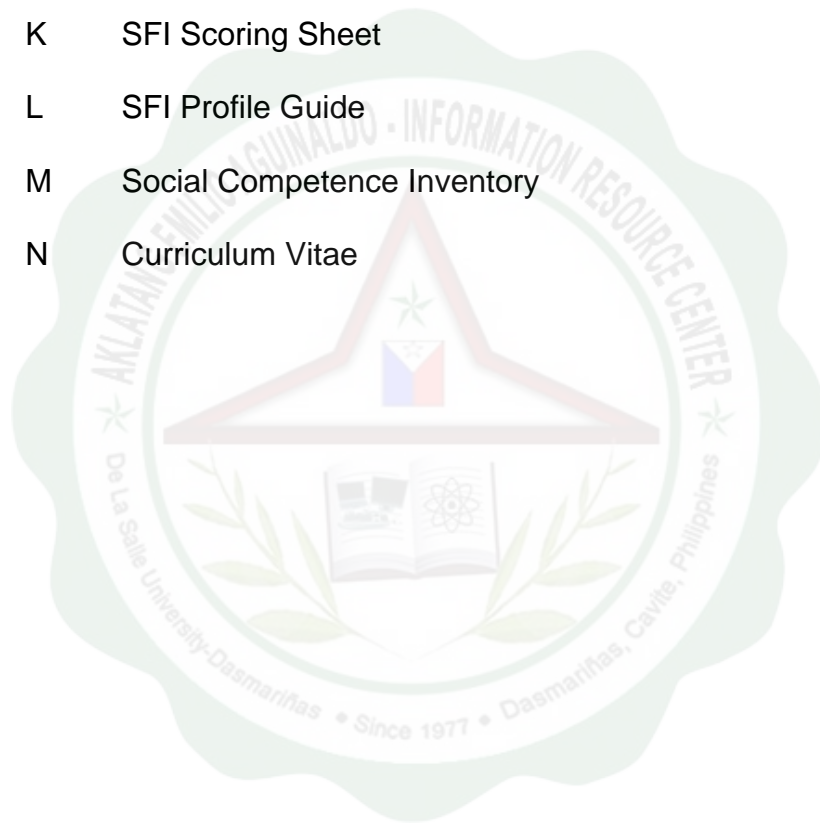 K SFI Scoring Sheet
L SFI Profile Guide
M Social Competence Inventory
N Curriculum Vitae
AKLATANG EMILIO AGUINALDO - INFORMATION RESOURCE CENTER
De La Salle University-Dasmariñas • Since 1977 • Dasmariñas, Cavite, Philippines